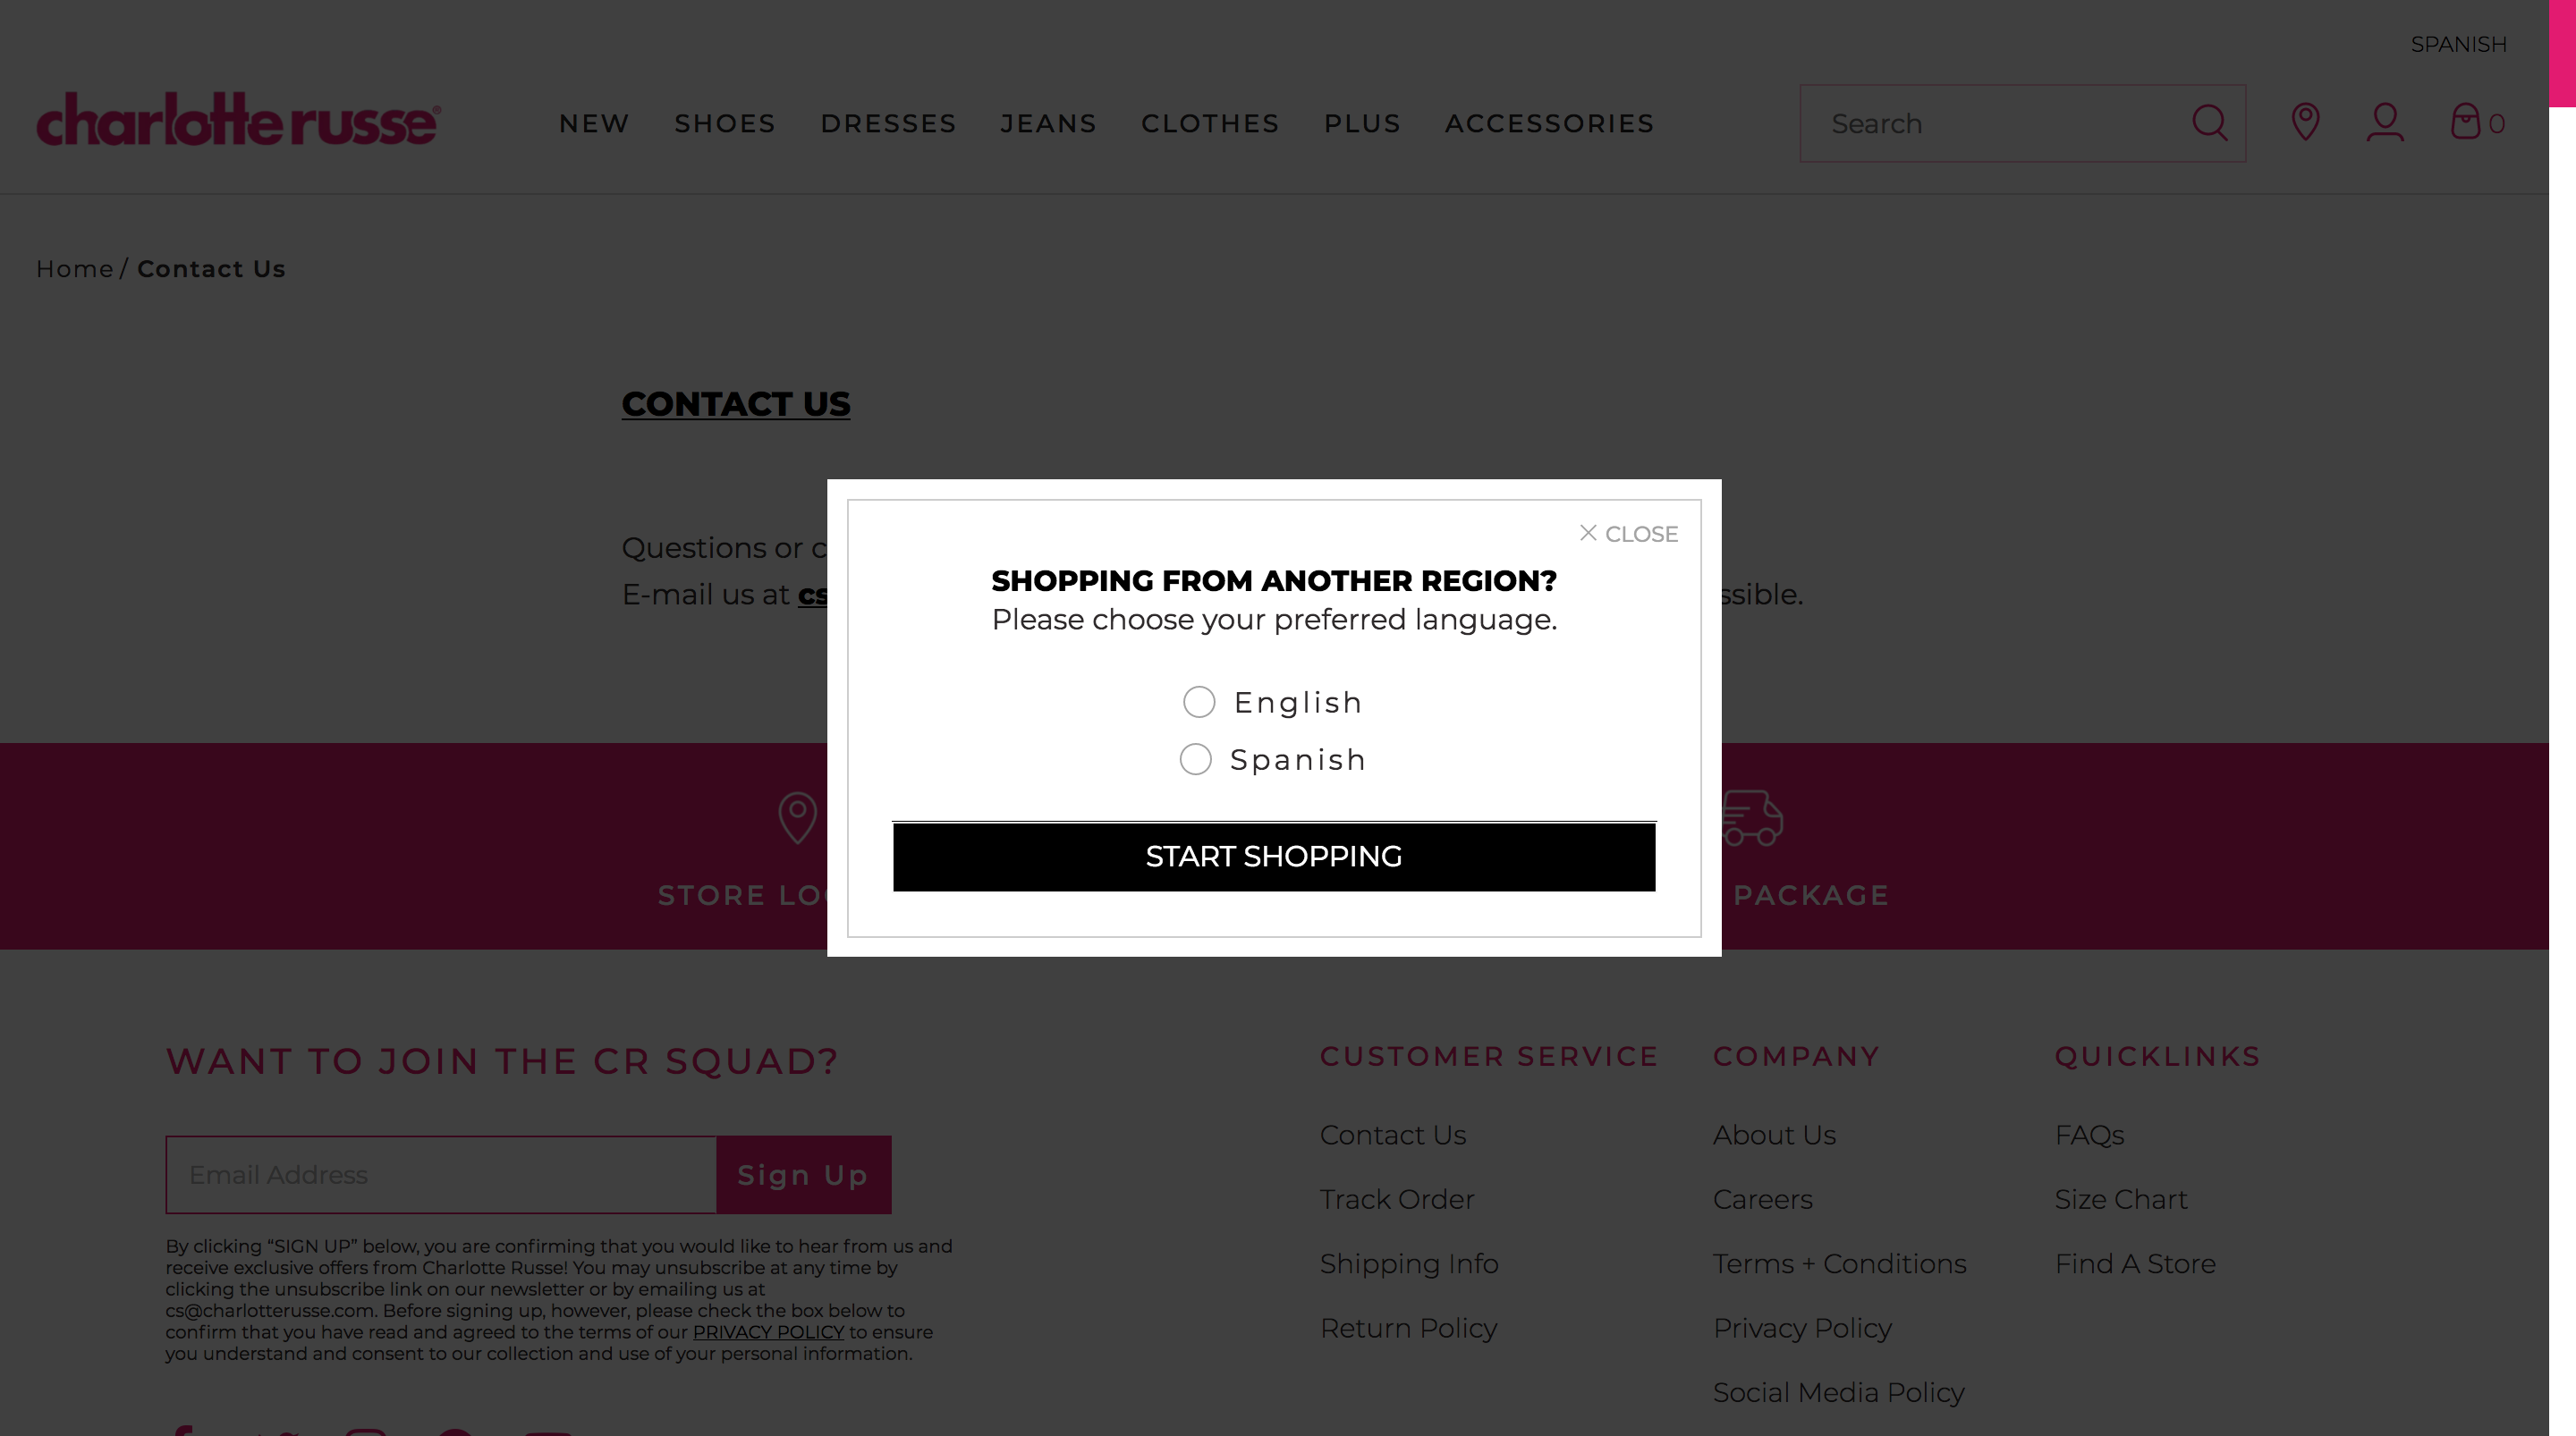 SPANISH
charlotte russe®
NEW SHOES DRESSES JEANS CLOTHES PLUS ACCESSORIES
Search
0
Home / Contact Us
CONTACT US
Questions or
E-mail us at cs
CLOSE
SHOPPING FROM ANOTHER REGION?
Please choose your preferred language.
English
Spanish
START SHOPPING
STORE
PACKAGE
WANT TO JOIN THE CR SQUAD?
Email Address
Sign Up
By clicking “SIGN UP” below, you are confirming that you would like to hear from us and
receive exclusive offers from Charlotte Russe! You may unsubscribe at any time by
clicking the unsubscribe link on our newsletter or by emailing us at
cs@charlotterusse.com. Before signing up, however, please check the box below to
confirm that you have read and agreed to the terms of our PRIVACY POLICY to ensure
you understand and consent to our collection and use of your personal information.
CUSTOMER SERVICE
Contact Us
Track Order
Shipping Info
Return Policy
COMPANY
About Us
Careers
Terms + Conditions
Privacy Policy
Social Media Policy
QUICKLINKS
FAQs
Size Chart
Find A Store